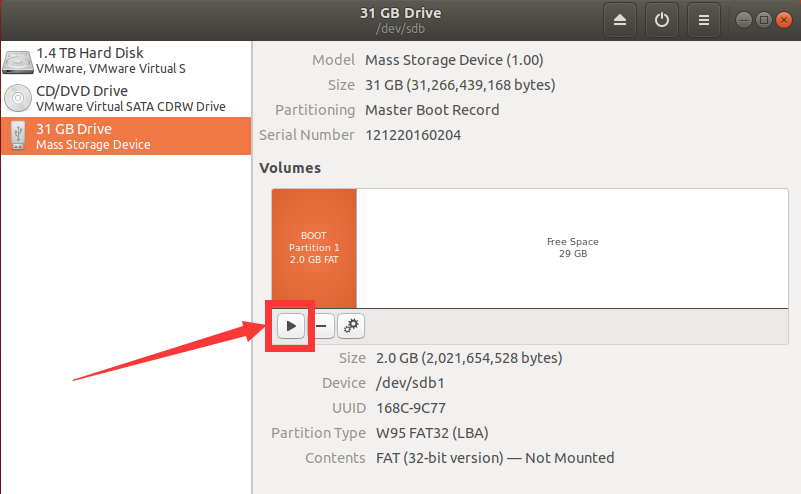 31 GB Drive
/dev/sdb
1.4 TB Hard Disk
VMware, VMware Virtual S
CD/DVD Drive
VMware Virtual SATA CDRW Drive
31 GB Drive
Mass Storage Device
Model Mass Storage Device (1.00)
Size 31 GB (31,266,439,168 bytes)
Partitioning Master Boot Record
Serial Number 121220160204
Volumes
BOOT
Partition 1
2.0 GB FAT
Free Space
29 GB
Size 2.0 GB (2,021,654,528 bytes)
Device /dev/sdb1
UUID 168C-9C77
Partition Type W95 FAT32 (LBA)
Contents FAT (32-bit version) — Not Mounted